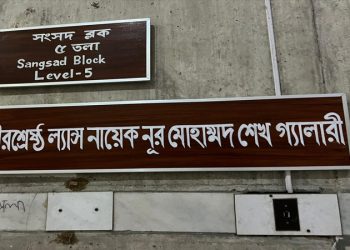 সংসদ ব্লক
৫ তলা
Sangsad Block
Level-5
রশ্রেষ্ঠ ল্যান্স নায়েক নূর মোহাম্মদ শেখ গ্যালারী